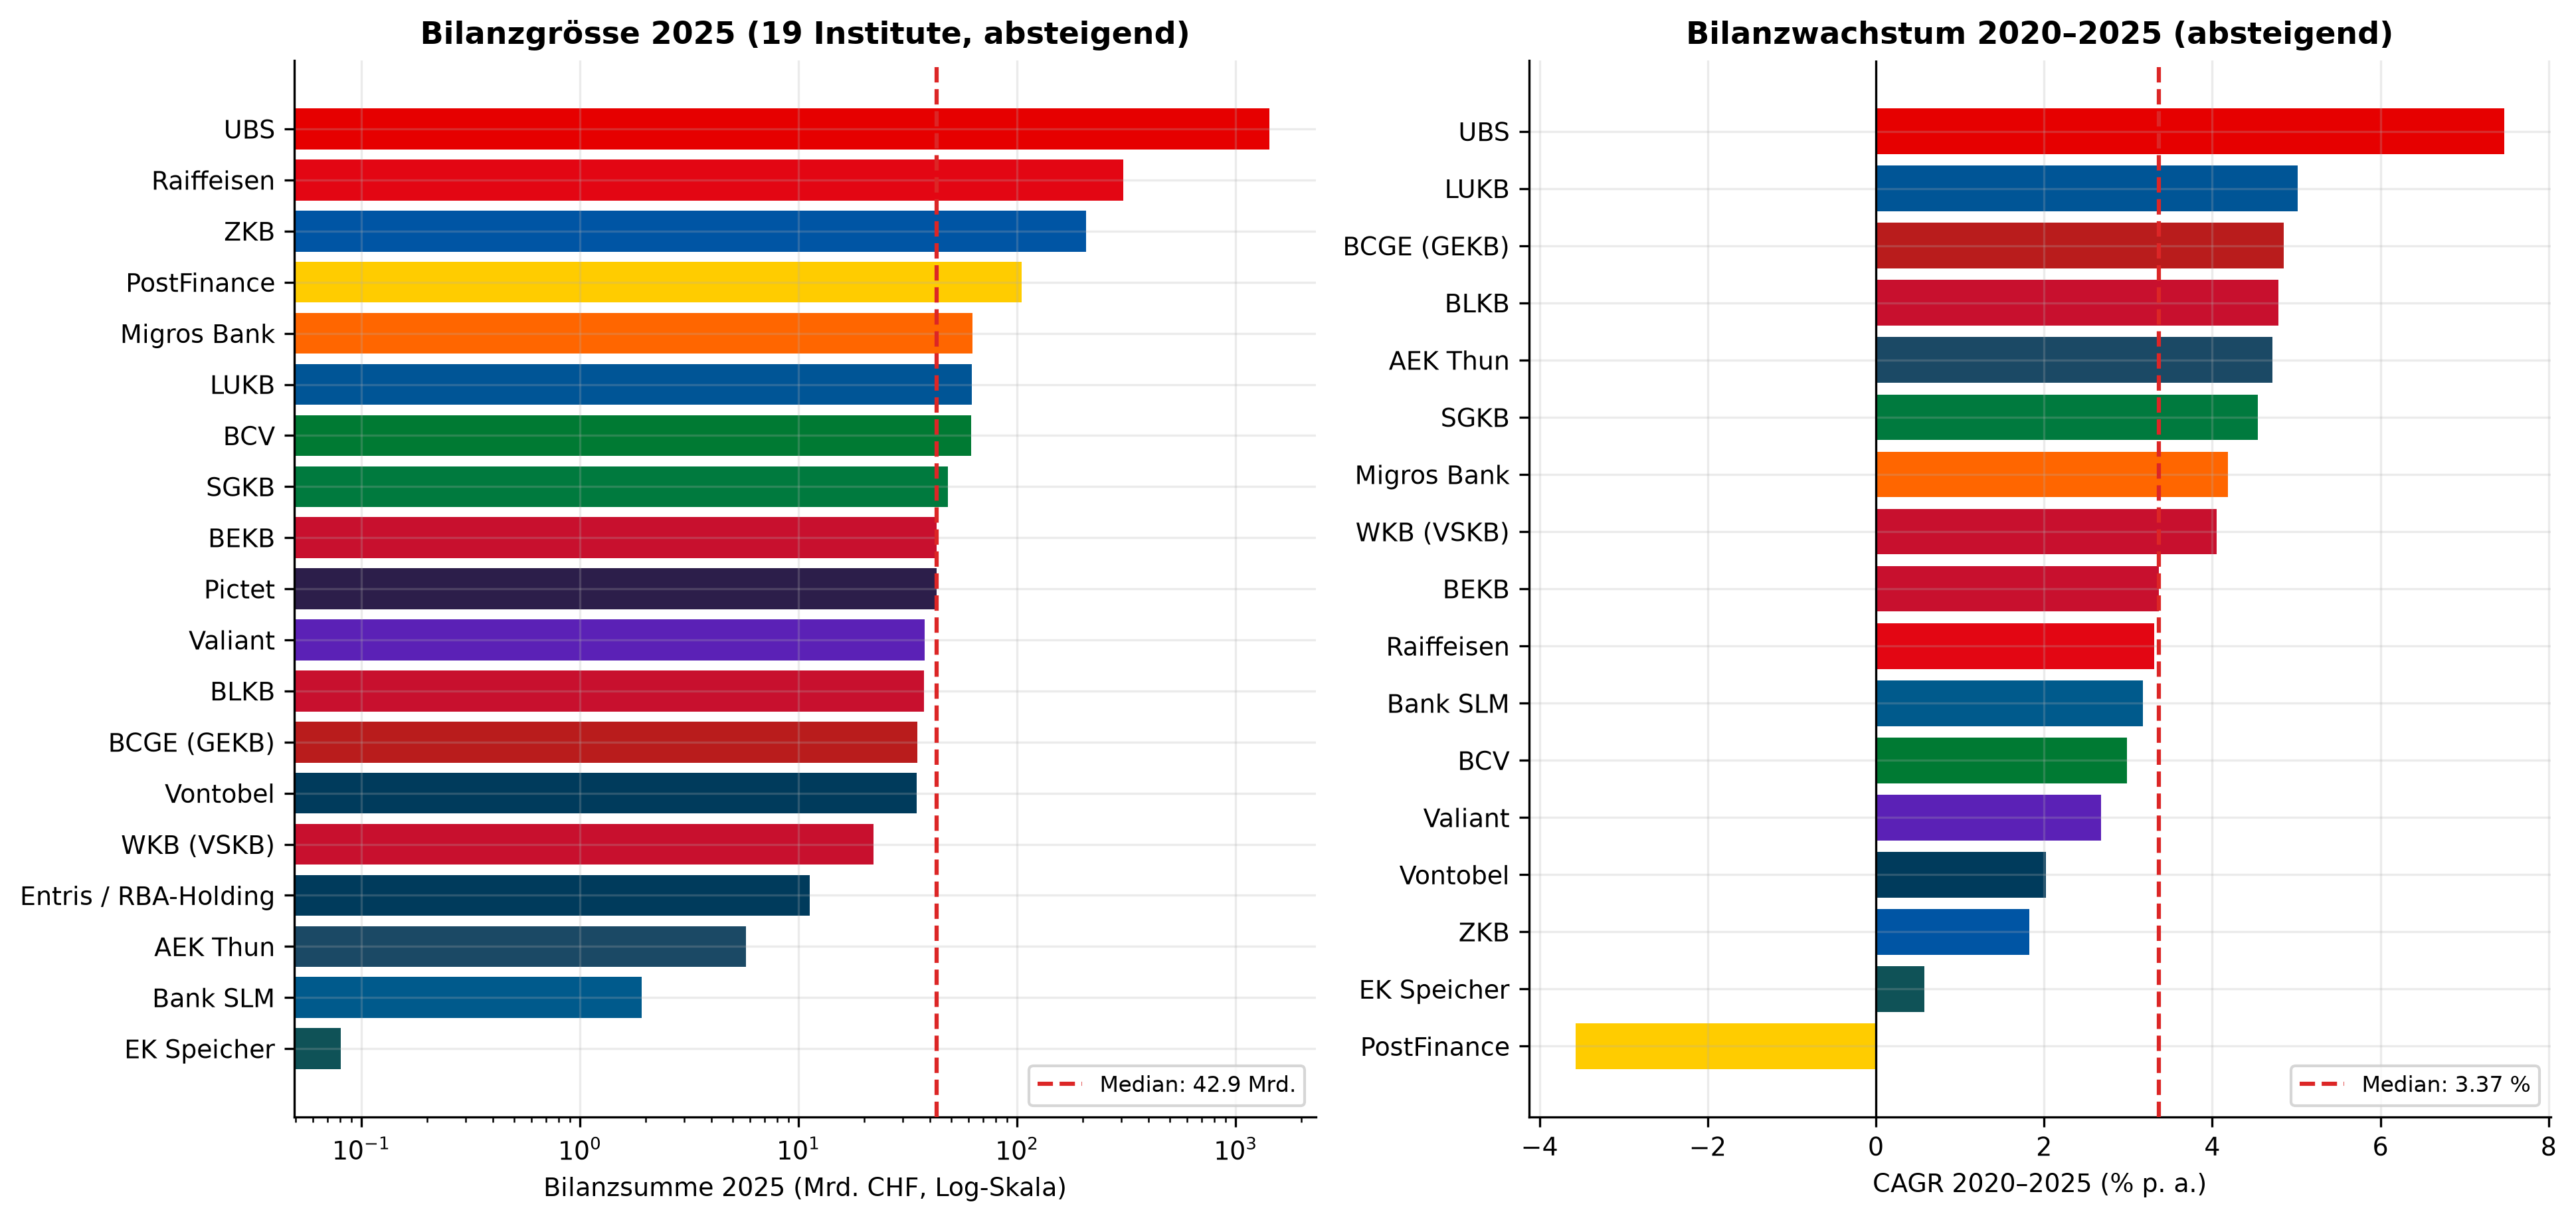 Bilanzgrösse 2025 (19 Institute, absteigend)
UBS
Raiffeisen
ZKB
PostFinance
Migros Bank
LUKB
BCV
SGKB
BEKB
Pictet
Valiant
BLKB
BCGE (GEKB)
Vontobel
WKB (VSKB)
Entris / RBA-Holding
AEK Thun
Bank SLM
EK Speicher
Median: 42.9 Mrd.
10⁻¹ 10⁰ 10¹ 10² 10³
Bilanzsumme 2025 (Mrd. CHF, Log-Skala)
Bilanzwachstum 2020–2025 (absteigend)
UBS
LUKB
BCGE (GEKB)
BLKB
AEK Thun
SGKB
Migros Bank
WKB (VSKB)
BEKB
Raiffeisen
Bank SLM
BCV
Valiant
Vontobel
ZKB
EK Speicher
PostFinance
Median: 3.37 %
−4 −2 0 2 4 6 8
CAGR 2020–2025 (% p. a.)